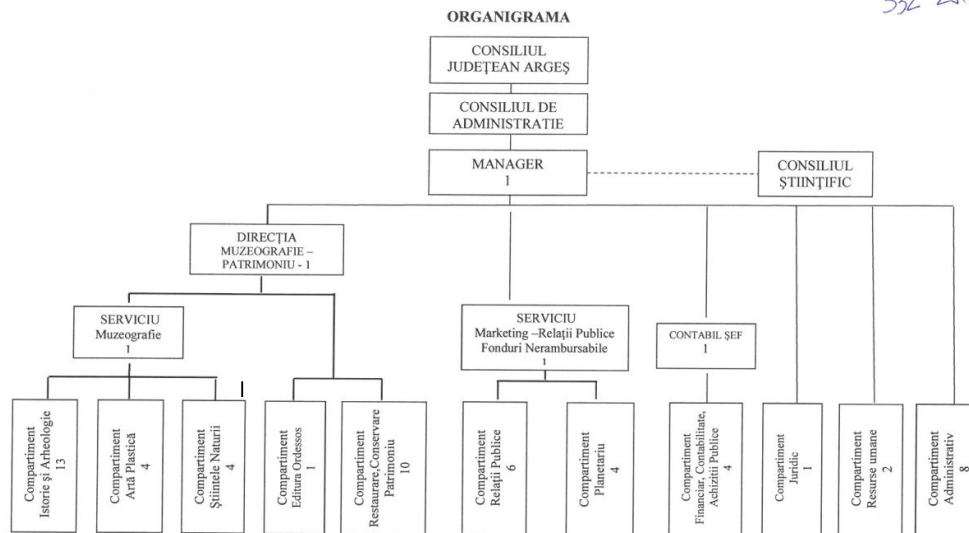 ORGANIGRAMA
CONSILIUL
JUDEȚEAN ARGEȘ
CONSILIUL DE
ADMINISTRATIE
MANAGER
1
CONSILIUL
ȘTIINȚIFIC
DIRECȚIA
MUZEOGRAFIE –
PATRIMONIU - 1
SERVICIU
Muzeografie
1
SERVICIU
Marketing –Relații Publice
Fonduri Nerambursabile
1
CONTABIL ȘEF
1
Compartiment
Istorie și Arheologie
13
Compartiment
Artă Plastică
4
Compartiment
Științele Naturii
4
Compartiment
Editura Ordessos
1
Compartiment
Restaurare,Conservare
Patrimoniu
10
Compartiment
Relații Publice
6
Compartiment
Planetariu
4
Compartiment
Financiar, Contabilitate,
Achizitii Publice
4
Compartiment
Juridic
1
Compartiment
Resurse umane
2
Compartiment
Administrativ
8